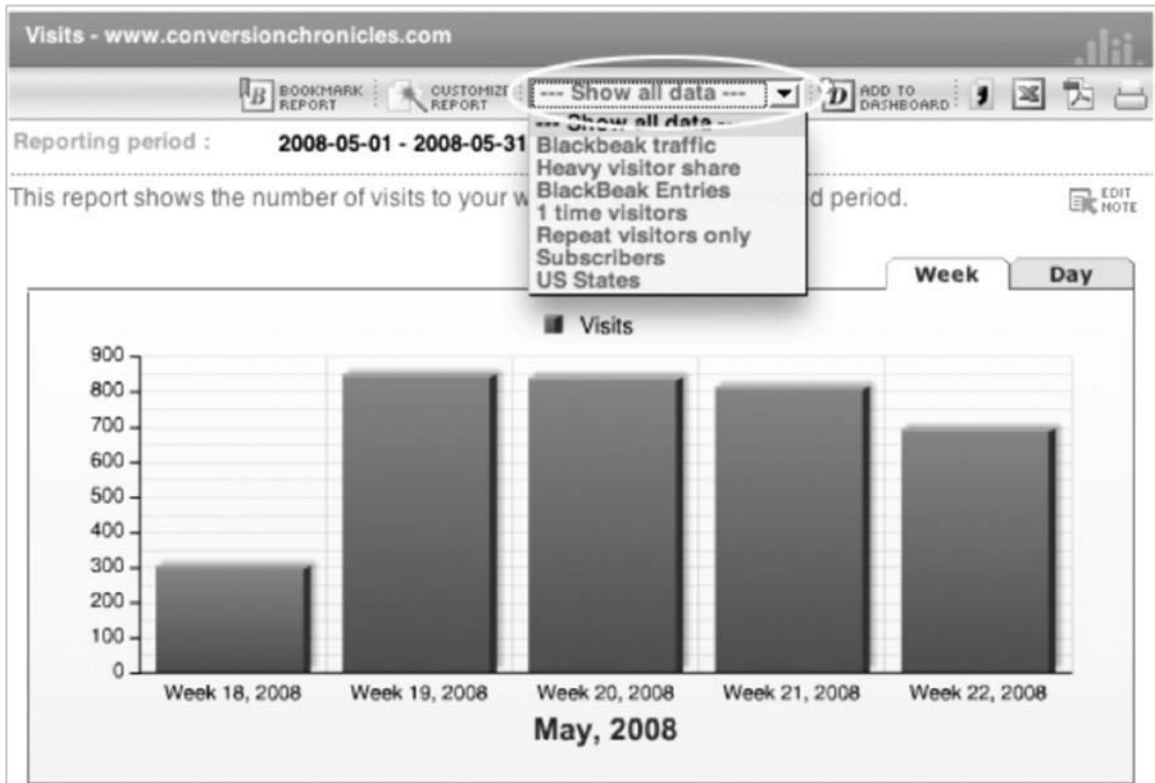 Visits - www.conversionchronicles.com
B BOOKMARK REPORT
CUSTOMIZE REPORT
--- Show all data ---
D ADD TO DASHBOARD
--- Show all data --
Reporting period : 2008-05-01 - 2008-05-31
Blackbeak traffic
Heavy visitor share
This report shows the number of visits to your w
d period.
EDIT NOTE
BlackBeak Entries
1 time visitors
Repeat visitors only
Subscribers
US States
Week
Day
Visits
900
800
700
600
500
400
300
200
100
0
Week 18, 2008
Week 19, 2008
Week 20, 2008
Week 21, 2008
Week 22, 2008
May, 2008